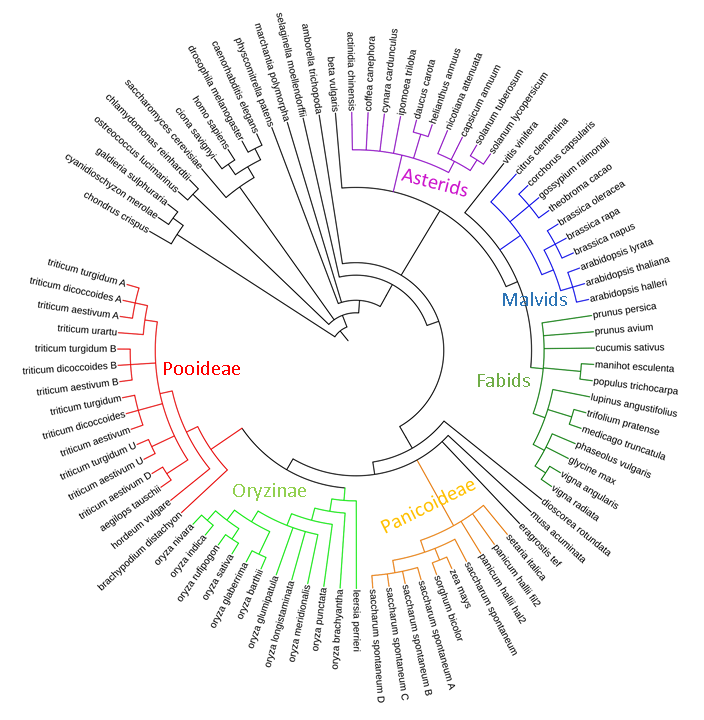 chondrus crispus
cyanidioschyzon merolae
galdieria sulphuraria
ostreococcus lucimarinus
chlamydomonas reinhardtii
saccharomyces cerevisiae
ciona savignyi
homo sapiens
drosophila melanogaster
caenorhabditis elegans
physcomitrella patens
marchantia polymorpha
selaginella moellendorffii
amborella trichopoda
beta vulgaris
actinidia chinensis
coffea canephora
cynara cardunculus
ipomoea triloba
daucus carota
helianthus annuus
nicotiana attenuata
capsicum annuum
solanum tuberosum
solanum lycopersicum
Asterids
vitis vinifera
citrus clementina
corchorus capsularis
gossypium raimondii
theobroma cacao
brassica oleracea
brassica rapa
brassica napus
arabidopsis lyrata
arabidopsis thaliana
arabidopsis halleri
Malvids
prunus persica
prunus avium
cucumis sativus
manihot esculenta
populus trichocarpa
lupinus angustifolius
trifolium pratense
medicago truncatula
phaseolus vulgaris
glycine max
vigna angularis
vigna radiata
Fabids
dioscorea rotundata
musa acuminata
eragrostis tef
setaria italica
panicum hallii fil2
panicum hallii hal2
saccharum spontaneum
zea mays
sorghum bicolor
saccharum spontaneum A
saccharum spontaneum B
saccharum spontaneum C
saccharum spontaneum D
Panicoideae
leersia perrieri
oryza brachyantha
oryza punctata
oryza meridionalis
oryza longistaminata
oryza glumipatula
oryza barthii
oryza glaberrima
oryza sativa
oryza rufipogon
oryza indica
oryza nivara
Oryzinae
brachypodium distachyon
hordeum vulgare
aegilops tauschii
triticum aestivum D
triticum aestivum U
triticum turgidum U
triticum aestivum
triticum dicoccoides
triticum turgidum
triticum aestivum B
triticum dicoccoides B
triticum turgidum B
triticum urartu
triticum aestivum A
triticum dicoccoides A
triticum turgidum A
Pooideae